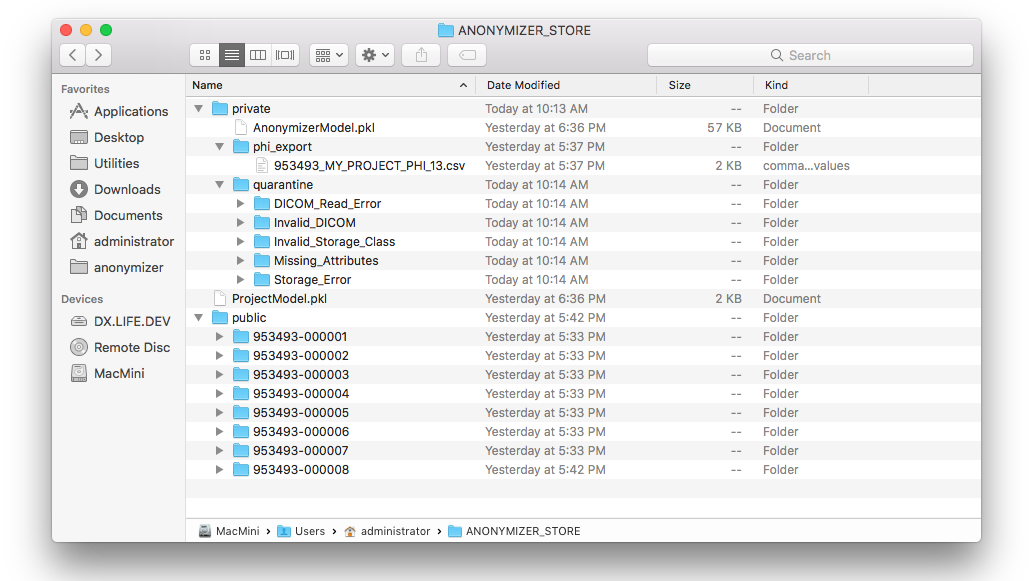 ANONYMIZER_STORE
Search
Favorites
Applications
Desktop
Utilities
Downloads
Documents
administrator
anonymizer
Devices
DX.LIFE.DEV
Remote Disc
MacMini
Name Date Modified Size Kind
private Today at 10:13 AM -- Folder
AnonymizerModel.pkl Yesterday at 6:36 PM 57 KB Document
phi_export Yesterday at 5:37 PM -- Folder
953493_MY_PROJECT_PHI_13.csv Yesterday at 5:37 PM 2 KB comma...values
quarantine Today at 10:14 AM -- Folder
DICOM_Read_Error Today at 10:14 AM -- Folder
Invalid_DICOM Today at 10:14 AM -- Folder
Invalid_Storage_Class Today at 10:14 AM -- Folder
Missing_Attributes Today at 10:14 AM -- Folder
Storage_Error Today at 10:14 AM -- Folder
ProjectModel.pkl Yesterday at 6:36 PM 2 KB Document
public Yesterday at 5:42 PM -- Folder
953493-000001 Yesterday at 5:33 PM -- Folder
953493-000002 Yesterday at 5:33 PM -- Folder
953493-000003 Yesterday at 5:33 PM -- Folder
953493-000004 Yesterday at 5:33 PM -- Folder
953493-000005 Yesterday at 5:33 PM -- Folder
953493-000006 Yesterday at 5:33 PM -- Folder
953493-000007 Yesterday at 5:33 PM -- Folder
953493-000008 Yesterday at 5:42 PM -- Folder
MacMini › Users › administrator › ANONYMIZER_STORE